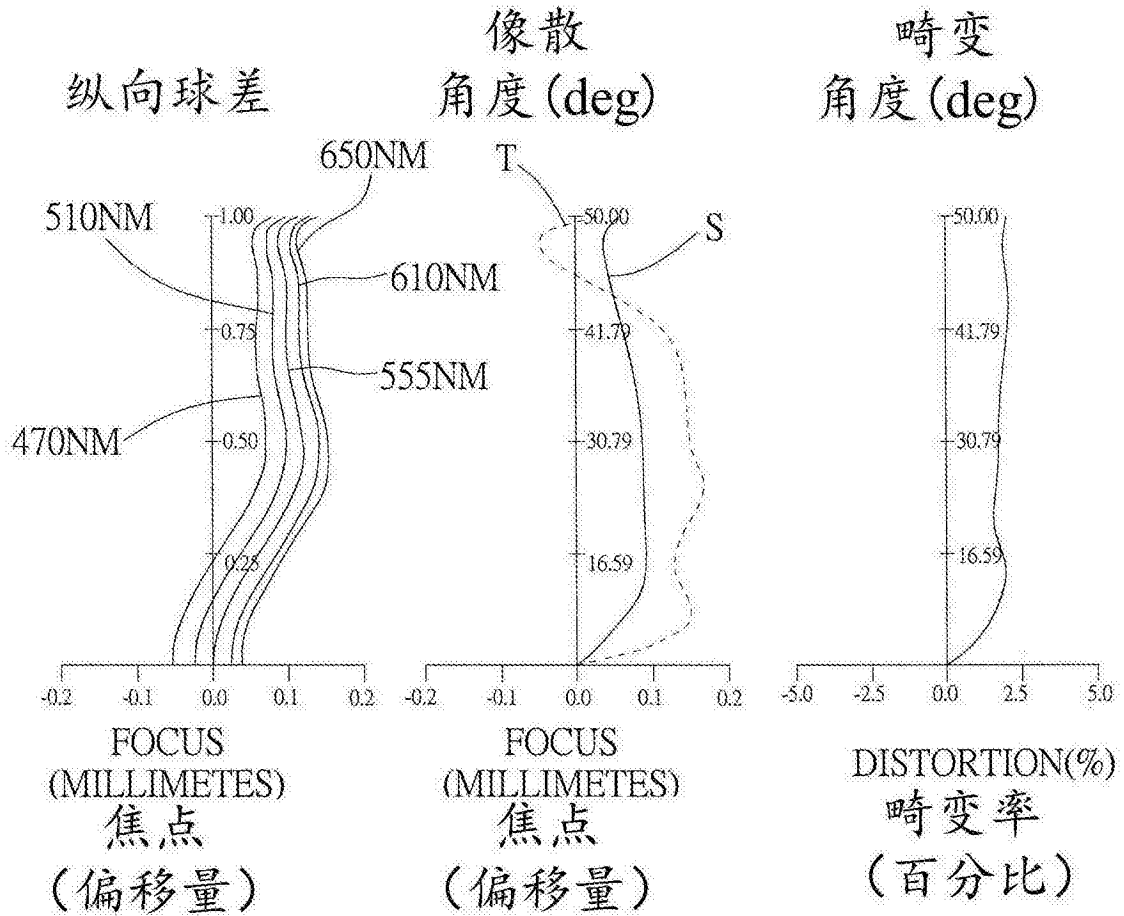 纵向球差
650NM
510NM
610NM
555NM
470NM
1.00
0.75
0.50
0.25
-0.2 -0.1 0.0 0.1 0.2
FOCUS
(MILLIMETES)
焦点
(偏移量)
像散
角度(deg)
T
S
50.00
41.79
30.79
16.59
-0.2 -0.1 0.0 0.1 0.2
FOCUS
(MILLIMETES)
焦点
(偏移量)
畸变
角度(deg)
50.00
41.79
30.79
16.59
-5.0 -2.5 0.0 2.5 5.0
DISTORTION(%)
畸变率
(百分比)